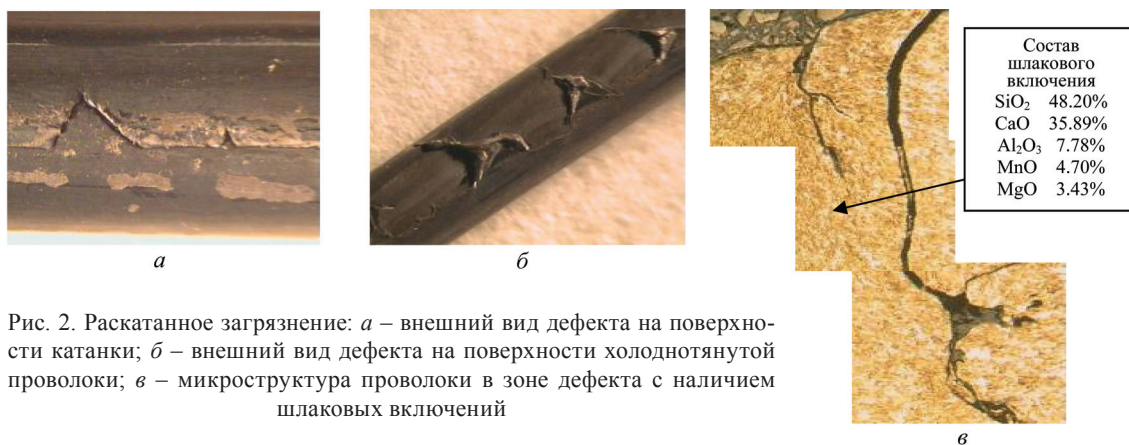 Состав
шлакового
включения
SiO₂ 48.20%
CaO 35.89%
Al₂O₃ 7.78%
MnO 4.70%
MgO 3.43%
а
б
Рис. 2. Раскатанное загрязнение: а – внешний вид дефекта на поверхно-
сти катанки; б – внешний вид дефекта на поверхности холоднотянутой
проволоки; в – микроструктура проволоки в зоне дефекта с наличием
шлаковых включений
в